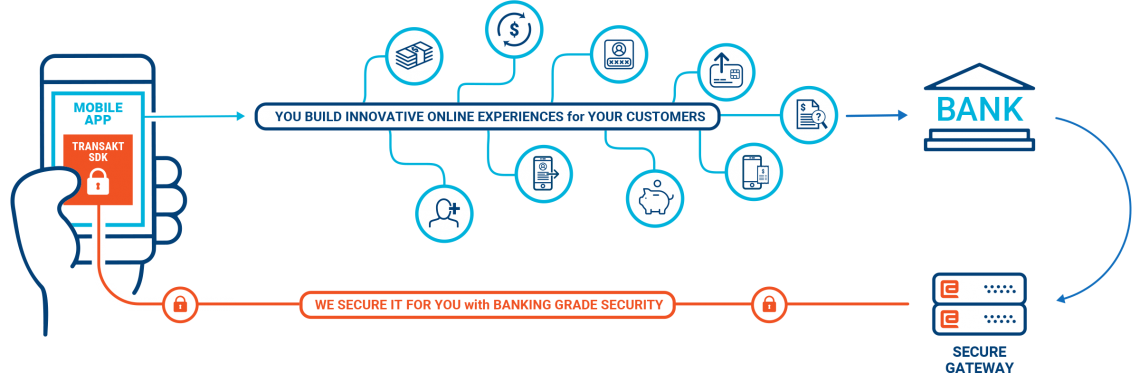 MOBILE
APP
TRANSAKT
SDK
$
YOU BUILD INNOVATIVE ONLINE EXPERIENCES for YOUR CUSTOMERS
XXXX
$
?
$
BANK
WE SECURE IT FOR YOU with BANKING GRADE SECURITY
SECURE
GATEWAY